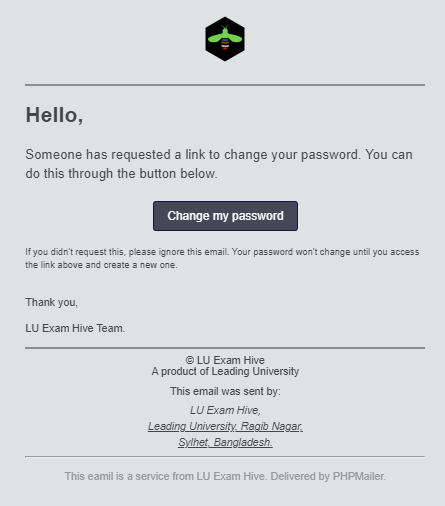 Hello,
Someone has requested a link to change your password. You can
do this through the button below.
Change my password
If you didn't request this, please ignore this email. Your password won't change until you access
the link above and create a new one.
Thank you,
LU Exam Hive Team.
© LU Exam Hive
A product of Leading University
This email was sent by:
LU Exam Hive,
Leading University, Ragib Nagar,
Sylhet, Bangladesh.
This eamil is a service from LU Exam Hive. Delivered by PHPMailer.